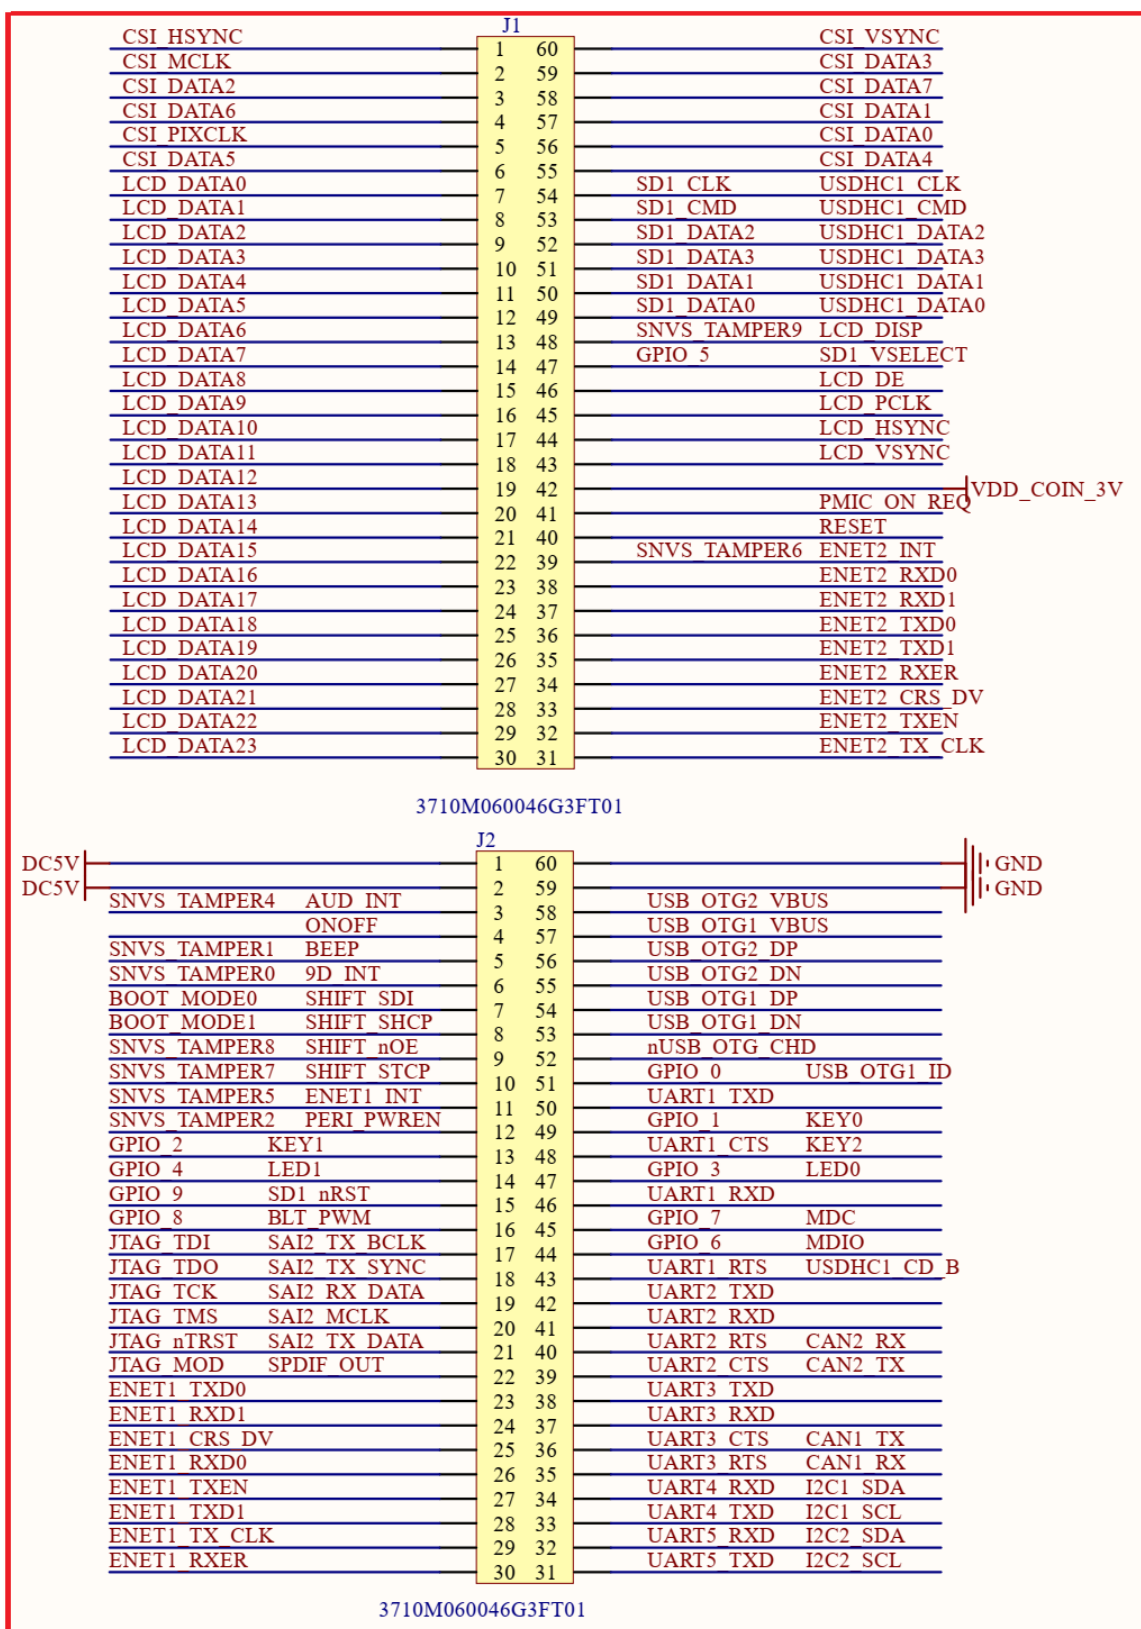 J1
CSI_HSYNC 1 60 CSI_VSYNC
CSI_MCLK 2 59 CSI_DATA3
CSI_DATA2 3 58 CSI_DATA7
CSI_DATA6 4 57 CSI_DATA1
CSI_PIXCLK 5 56 CSI_DATA0
CSI_DATA5 6 55 CSI_DATA4
LCD_DATA0 7 54 SD1_CLK USDHC1_CLK
LCD_DATA1 8 53 SD1_CMD USDHC1_CMD
LCD_DATA2 9 52 SD1_DATA2 USDHC1_DATA2
LCD_DATA3 10 51 SD1_DATA3 USDHC1_DATA3
LCD_DATA4 11 50 SD1_DATA1 USDHC1_DATA1
LCD_DATA5 12 49 SD1_DATA0 USDHC1_DATA0
LCD_DATA6 13 48 SNVS_TAMPER9 LCD_DISP
LCD_DATA7 14 47 GPIO_5 SD1_VSELECT
LCD_DATA8 15 46 LCD_DE
LCD_DATA9 16 45 LCD_PCLK
LCD_DATA10 17 44 LCD_HSYNC
LCD_DATA11 18 43 LCD_VSYNC
LCD_DATA12 19 42 VDD_COIN_3V
LCD_DATA13 20 41 PMIC_ON_REQ
LCD_DATA14 21 40 RESET
LCD_DATA15 22 39 SNVS_TAMPER6 ENET2_INT
LCD_DATA16 23 38 ENET2_RXD0
LCD_DATA17 24 37 ENET2_RXD1
LCD_DATA18 25 36 ENET2_TXD0
LCD_DATA19 26 35 ENET2_TXD1
LCD_DATA20 27 34 ENET2_RXER
LCD_DATA21 28 33 ENET2_CRS_DV
LCD_DATA22 29 32 ENET2_TXEN
LCD_DATA23 30 31 ENET2_TX_CLK
3710M060046G3FT01
J2
DC5V 1 60 GND
DC5V 2 59 GND
SNVS_TAMPER4 AUD_INT 3 58 USB_OTG2_VBUS
ONOFF 4 57 USB_OTG1_VBUS
SNVS_TAMPER1 BEEP 5 56 USB_OTG2_DP
SNVS_TAMPER0 9D_INT 6 55 USB_OTG2_DN
BOOT_MODE0 SHIFT_SDI 7 54 USB_OTG1_DP
BOOT_MODE1 SHIFT_SHCP 8 53 USB_OTG1_DN
SNVS_TAMPER8 SHIFT_nOE 9 52 nUSB_OTG_CHD
SNVS_TAMPER7 SHIFT_STCP 10 51 GPIO_0 USB_OTG1_ID
SNVS_TAMPER5 ENET1_INT 11 50 UART1_TXD
SNVS_TAMPER2 PERI_PWREN 12 49 GPIO_1 KEY0
GPIO_2 KEY1 13 48 UART1_CTS KEY2
GPIO_4 LED1 14 47 GPIO_3 LED0
GPIO_9 SD1_nRST 15 46 UART1_RXD
GPIO_8 BLT_PWM 16 45 GPIO_7 MDC
JTAG_TDI SAI2_TX_BCLK 17 44 GPIO_6 MDIO
JTAG_TDO SAI2_TX_SYNC 18 43 UART1_RTS USDHC1_CD_B
JTAG_TCK SAI2_RX_DATA 19 42 UART2_TXD
JTAG_TMS SAI2_MCLK 20 41 UART2_RXD
JTAG_nTRST SAI2_TX_DATA 21 40 UART2_RTS CAN2_RX
JTAG_MOD SPDIF_OUT 22 39 UART2_CTS CAN2_TX
ENET1_TXD0 23 38 UART3_TXD
ENET1_RXD1 24 37 UART3_RXD
ENET1_CRS_DV 25 36 UART3_CTS CAN1_TX
ENET1_RXD0 26 35 UART3_RTS CAN1_RX
ENET1_TXEN 27 34 UART4_RXD I2C1_SDA
ENET1_TXD1 28 33 UART4_TXD I2C1_SCL
ENET1_TX_CLK 29 32 UART5_RXD I2C2_SDA
ENET1_RXER 30 31 UART5_TXD I2C2_SCL
3710M060046G3FT01